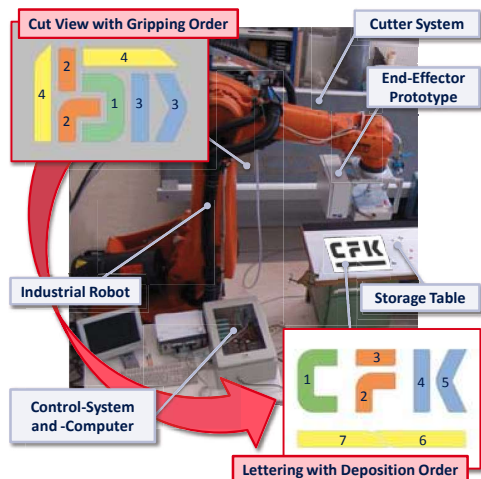 Cut View with Gripping Order
4
2
4
2
1
3
3
Cutter System
End-Effector
Prototype
CFK
Industrial Robot
Storage Table
Control-System
and -Computer
1
3
2
4
5
7
6
Lettering with Deposition Order